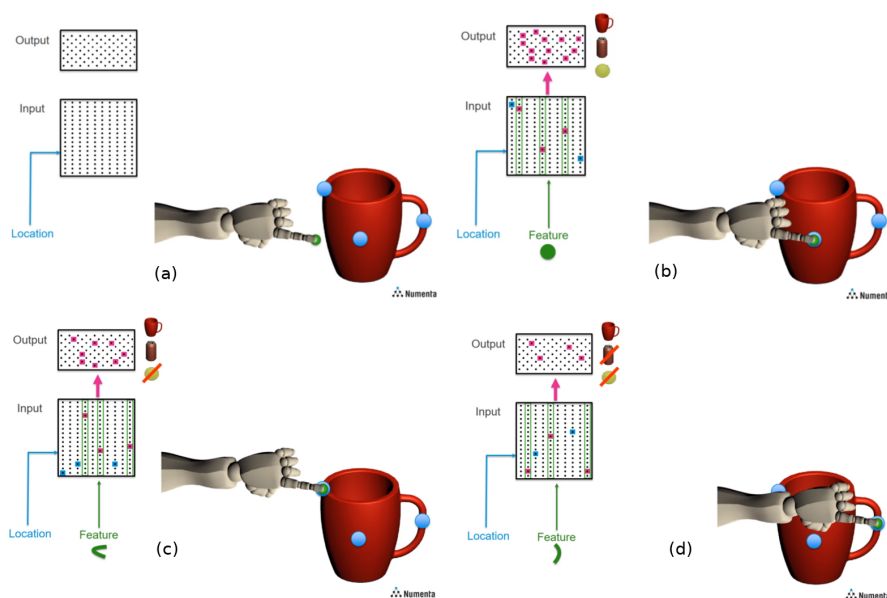 Output
Input
Location
(a)
Numenta
Output
Input
Location
Feature
(b)
Numenta
Output
Input
Location
Feature
(c)
Numenta
Output
Input
Location
Feature
(d)
Numenta